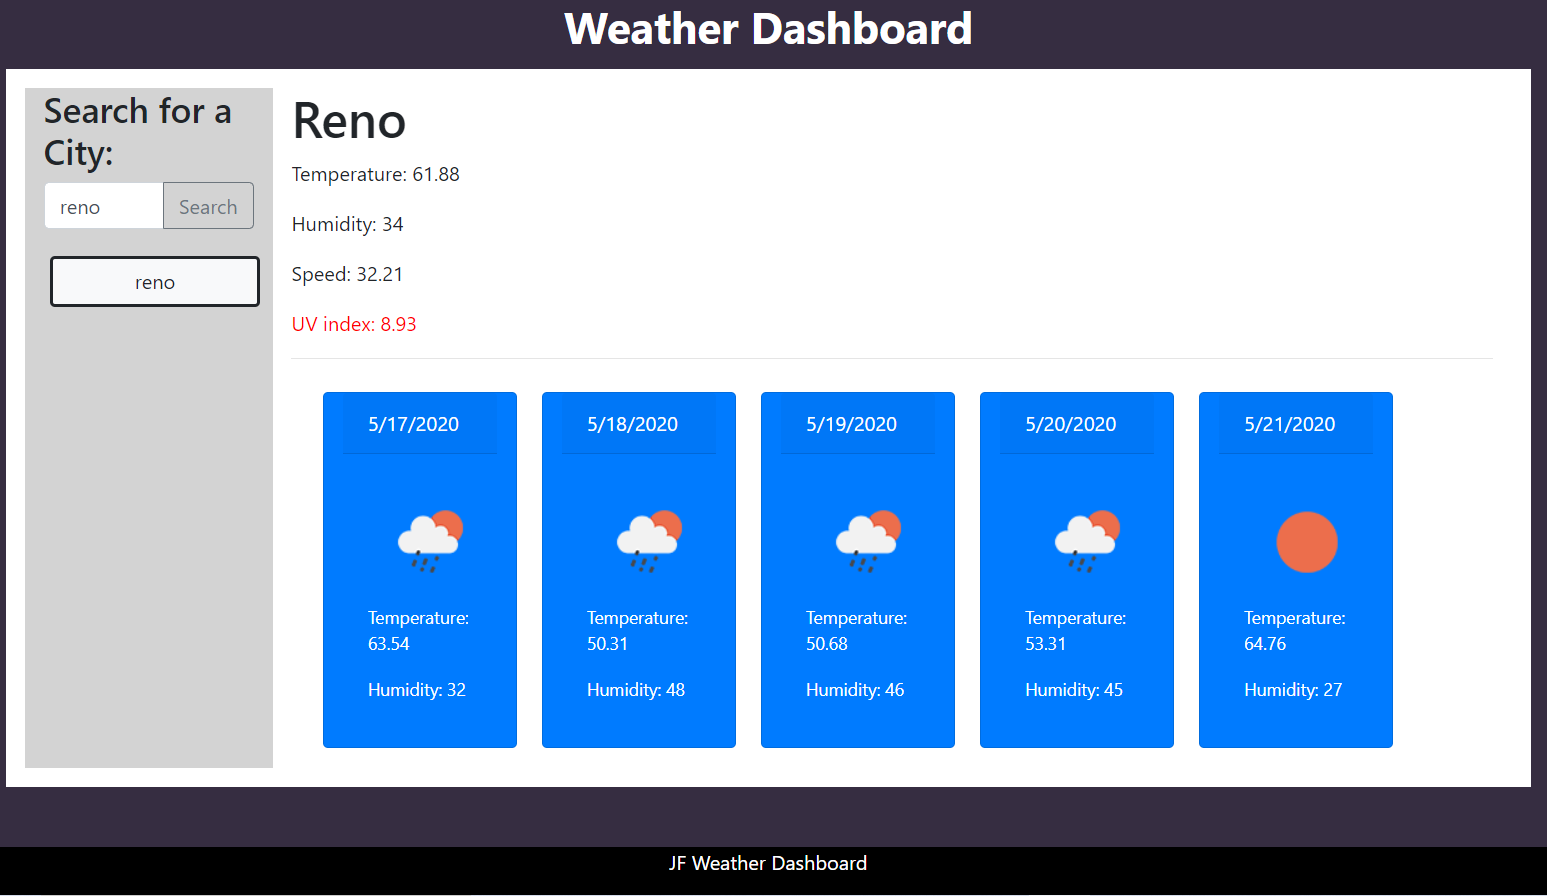 Weather Dashboard
Search for a
City:
reno
Search
reno
Reno
Temperature: 61.88
Humidity: 34
Speed: 32.21
UV index: 8.93
5/17/2020
Temperature:
63.54
Humidity: 32
5/18/2020
Temperature:
50.31
Humidity: 48
5/19/2020
Temperature:
50.68
Humidity: 46
5/20/2020
Temperature:
53.31
Humidity: 45
5/21/2020
Temperature:
64.76
Humidity: 27
JF Weather Dashboard